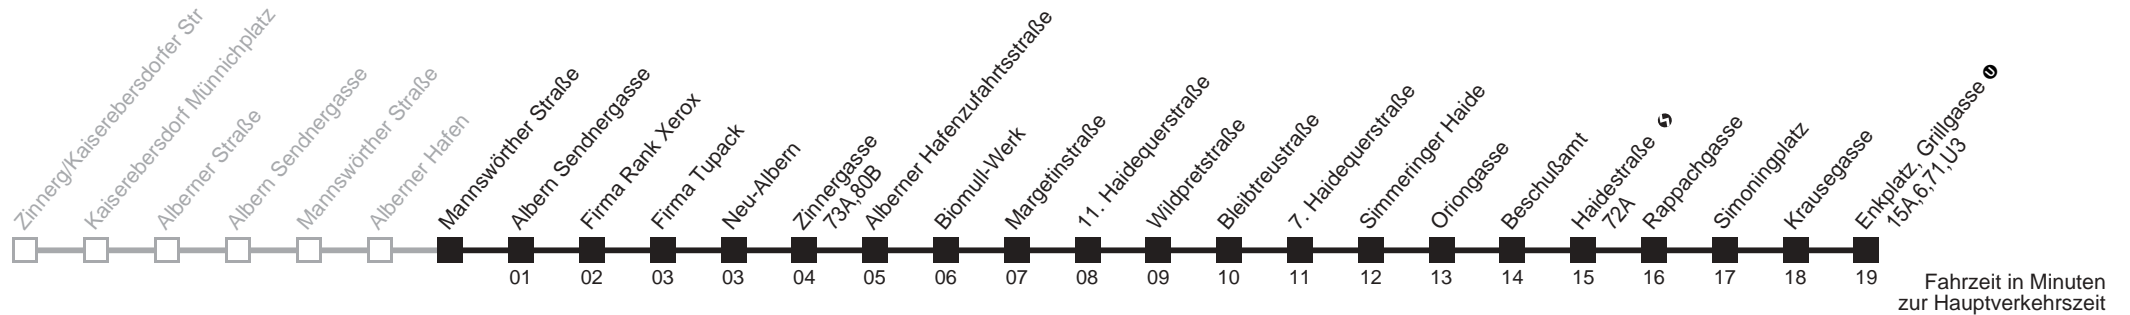 Zinnerg/Kaiserebersdorfer Str
Kaiserebersdorf Münnichplatz
Alberner Straße
Albern Sendnergasse
Mannswörther Straße
Alberner Hafen
Mannswörther Straße
Albern Sendnergasse
Firma Rank Xerox
Firma Tupack
Neu-Albern
Zinnergasse
73A,80B
Alberner Hafenzufahrtsstraße
Biomull-Werk
Margetinstraße
11. Haidequerstraße
Wildpretstraße
Bleibtreustraße
7. Haidequerstraße
Simmeringer Haide
Oriongasse
Beschußamt
Haidestraße
72A
Rappachgasse
Simoningplatz
Krausegasse
Enkplatz, Grillgasse U
15A,6,71,U3
01 02 03 03 04 05 06 07 08 09 10 11 12 13 14 15 16 17 18 19
Fahrzeit in Minuten
zur Hauptverkehrszeit